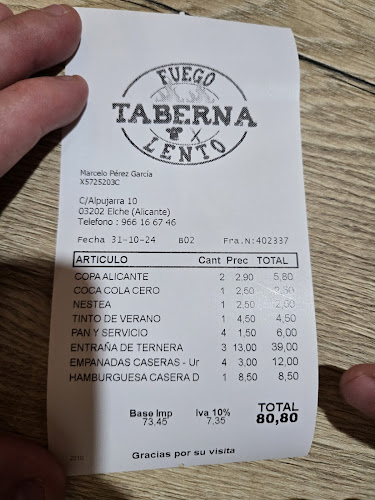 FUEGO
TABERNA
LENTO
Marcelo Pérez García
X5725203C
C/Alpujarra 10
03202 Elche (Alicante)
Telefono : 966 16 67 46
Fecha 31-10-24 B02 Fra.N:402337
ARTICULO Cant Prec TOTAL
COPA ALICANTE 2 2,90 5,80
COCA COLA CERO 1 2,50 2,50
NESTEA 1 2,50 2,50
TINTO DE VERANO 1 4,50 4,50
PAN Y SERVICIO 4 1,50 6,00
ENTRAÑA DE TERNERA 3 13,00 39,00
EMPANADAS CASERAS - Ur 4 3,00 12,00
HAMBURGUESA CASERA D 1 8,50 8,50
Base Imp Iva 10% TOTAL
73,45 7,35 80,80
Gracias por su visita